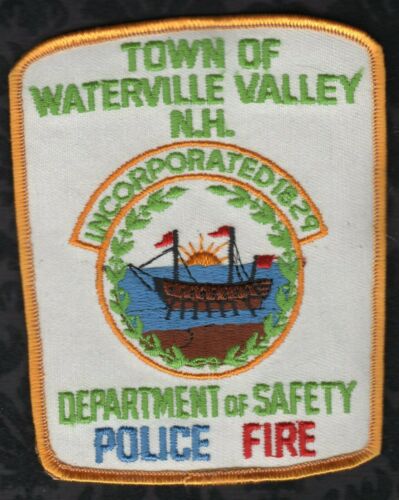 TOWN OF
WATERVILLE VALLEY
N.H.
INCORPORATED 1829
DEPARTMENT OF SAFETY
POLICE FIRE